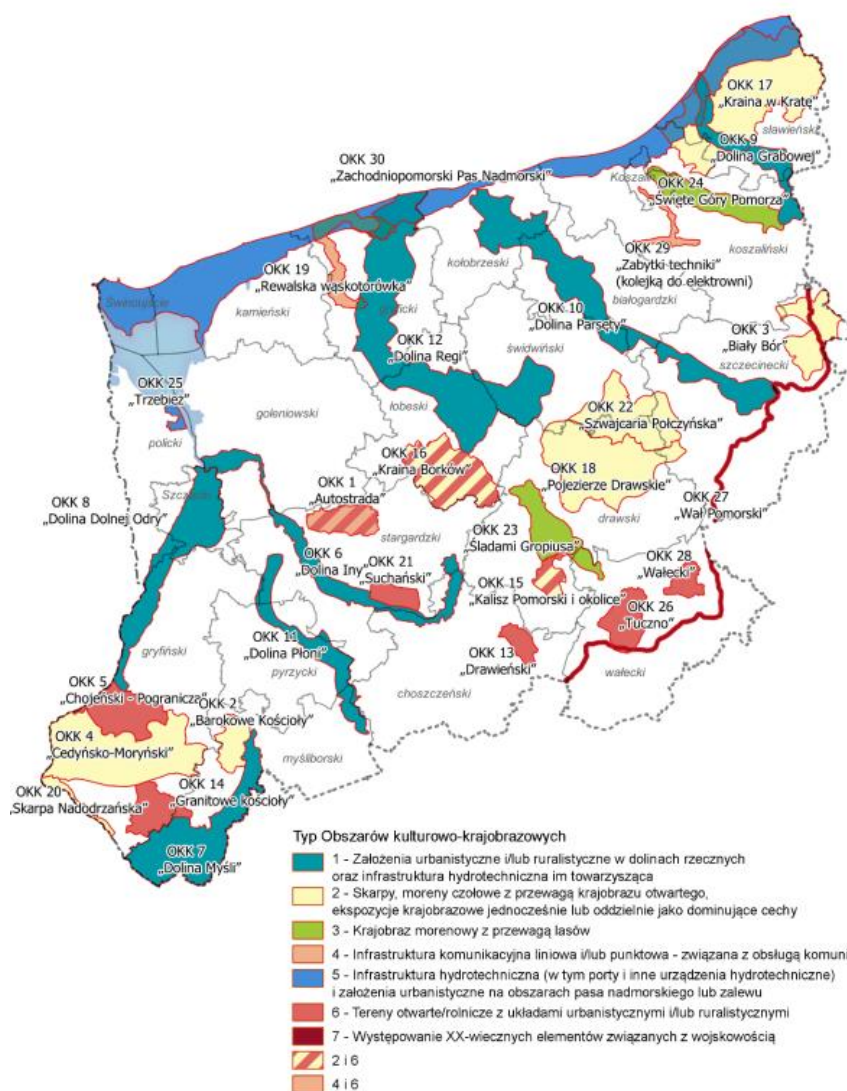 OKK 17
„Kraina w Kratę”
sławieński
OKK 9
„Dolina Grabowej”
OKK 30
„Zachodniopomorski Pas Nadmorski”
Koszalin
OKK 24
„Święte Góry Pomorza”
koszaliński
OKK 29
„Zabytki techniki”
(kolejką do elektrowni)
białogardzki
OKK 19
„Rewalska wąskotorówka”
gryficki
kołobrzeski
Świnoujście
kamieński
OKK 10
„Dolina Parsęty”
OKK 3
„Biały Bór”
szczecinecki
OKK 12
„Dolina Regi”
świdwiński
OKK 25
„Trzebież”
policki
goleniowski
łobeski
OKK 22
„Szwajcaria Połczyńska”
OKK 16
„Kraina Borków”
OKK 18
„Pojezierze Drawskie”
OKK 1
„Autostrada”
OKK 8
„Dolina Dolnej Odry”
stargardzki
drawski
OKK 27
„Wał Pomorski”
OKK 23
„Śladami Gropiusa”
OKK 6
„Dolina Iny”
OKK 21
„Suchański”
OKK 28
„Wałecki”
OKK 15
„Kalisz Pomorski i okolice”
OKK 26
„Tuczno”
OKK 11
„Dolina Płoni”
gryfiński
pyrzycki
OKK 13
„Drawieński”
wałecki
choszczeński
OKK 5
„Chojeński - Pogranicza”
OKK 2
„Barokowe Kościoły”
OKK 4
„Cedyńsko-Moryński”
myśliborski
OKK 20
„Skarpa Nadodrzańska”
OKK 14
„Granitowe kościoły”
OKK 7
„Dolina Myśli”
Typ Obszarów kulturowo-krajobrazowych
1 - Założenia urbanistyczne i/lub ruralistyczne w dolinach rzecznych
oraz infrastruktura hydrotechniczna im towarzysząca
2 - Skarpy, moreny czołowe z przewagą krajobrazu otwartego,
ekspozycje krajobrazowe jednocześnie lub oddzielnie jako dominujące cechy
3 - Krajobraz morenowy z przewagą lasów
4 - Infrastruktura komunikacyjna liniowa i/lub punktowa - związana z obsługą komuni
5 - Infrastruktura hydrotechniczna (w tym porty i inne urządzenia hydrotechniczne)
i założenia urbanistyczne na obszarach pasa nadmorskiego lub zalewu
6 - Tereny otwarte/rolnicze z układami urbanistycznymi i/lub ruralistycznymi
7 - Występowanie XX-wiecznych elementów związanych z wojskowością
2 i 6
4 i 6